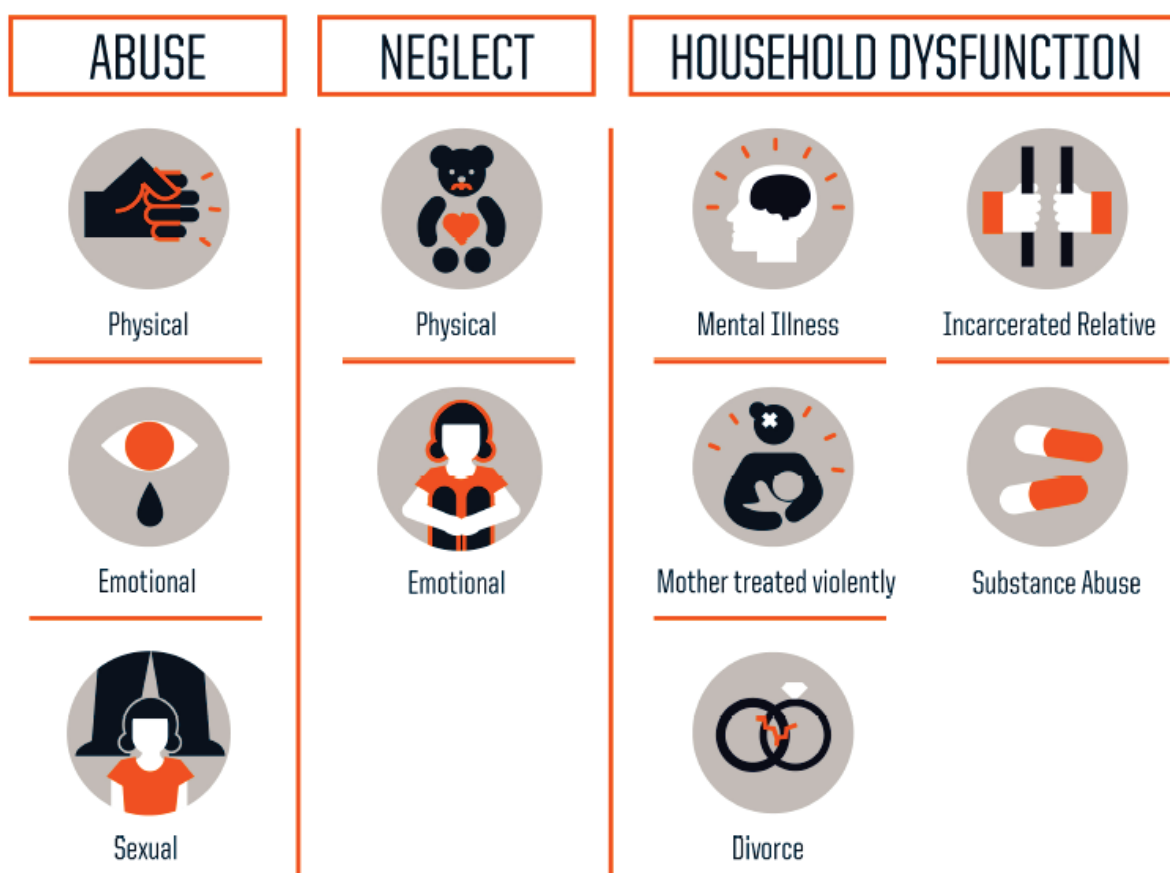 ABUSE
Physical
Emotional
Sexual
NEGLECT
Physical
Emotional
HOUSEHOLD DYSFUNCTION
Mental Illness
Incarcerated Relative
Mother treated violently
Substance Abuse
Divorce